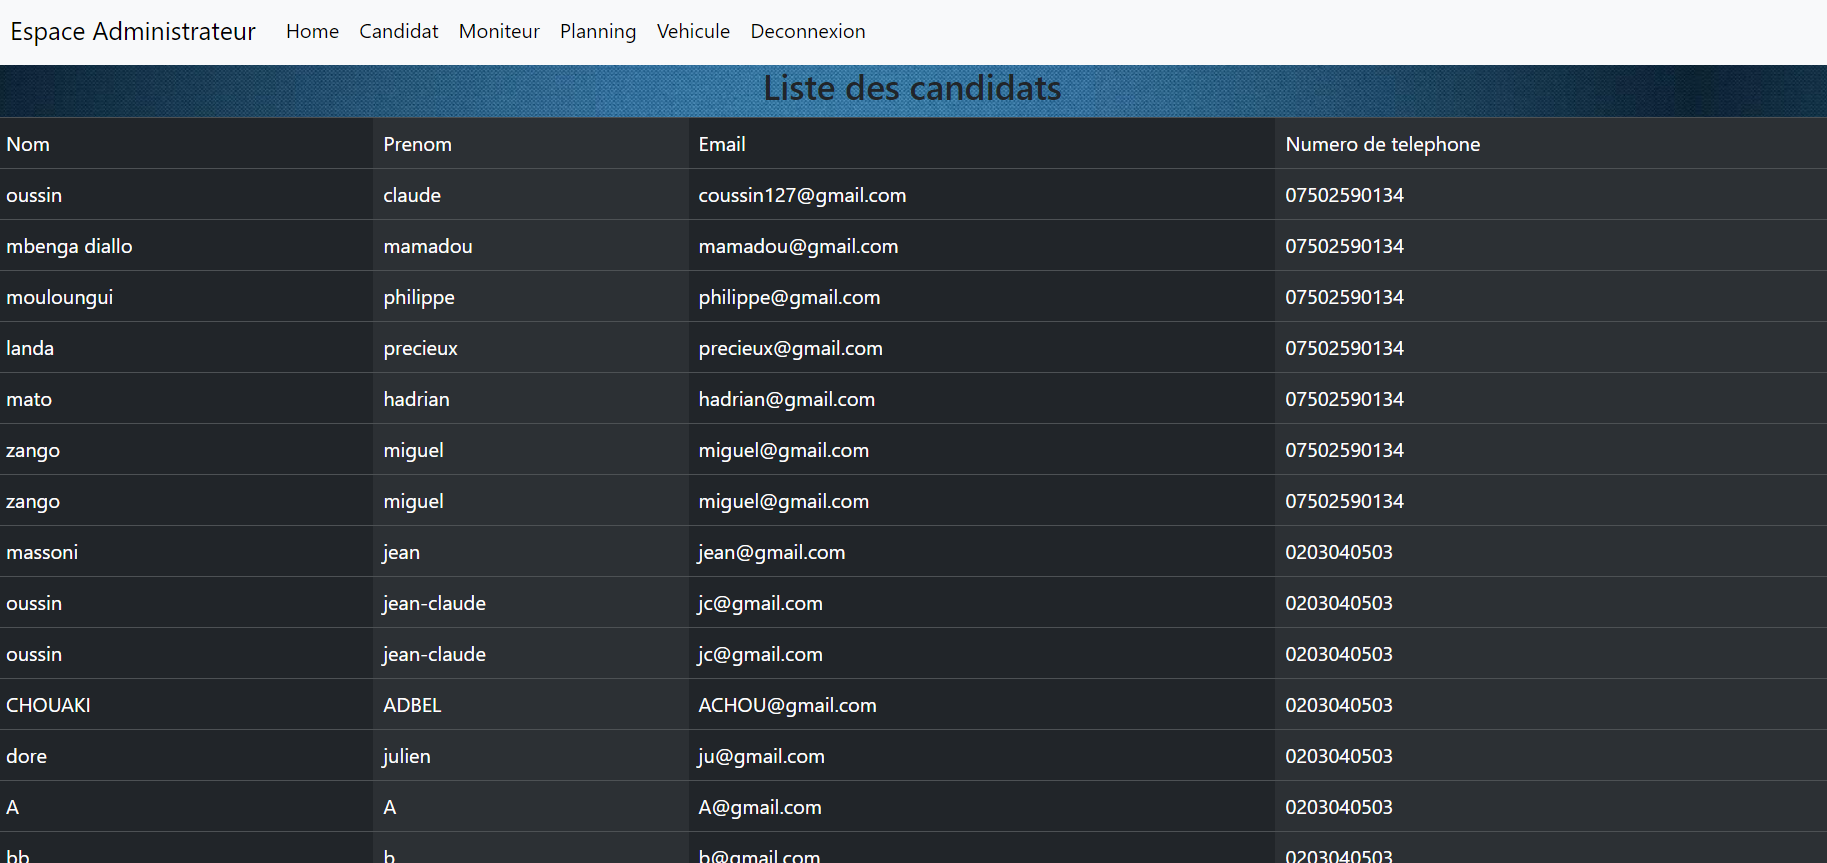 Espace Administrateur Home Candidat Moniteur Planning Vehicule Deconnexion
Liste des candidats
Nom Prenom Email Numero de telephone
oussin claude coussin127@gmail.com 07502590134
mbenga diallo mamadou mamadou@gmail.com 07502590134
mouloungui philippe philippe@gmail.com 07502590134
landa precieux precieux@gmail.com 07502590134
mato hadrian hadrian@gmail.com 07502590134
zango miguel miguel@gmail.com 07502590134
zango miguel miguel@gmail.com 07502590134
massoni jean jean@gmail.com 0203040503
oussin jean-claude jc@gmail.com 0203040503
oussin jean-claude jc@gmail.com 0203040503
CHOUAKI ADBEL ACHOU@gmail.com 0203040503
dore julien ju@gmail.com 0203040503
A A A@gmail.com 0203040503
bb b b@gmail.com 0203040503